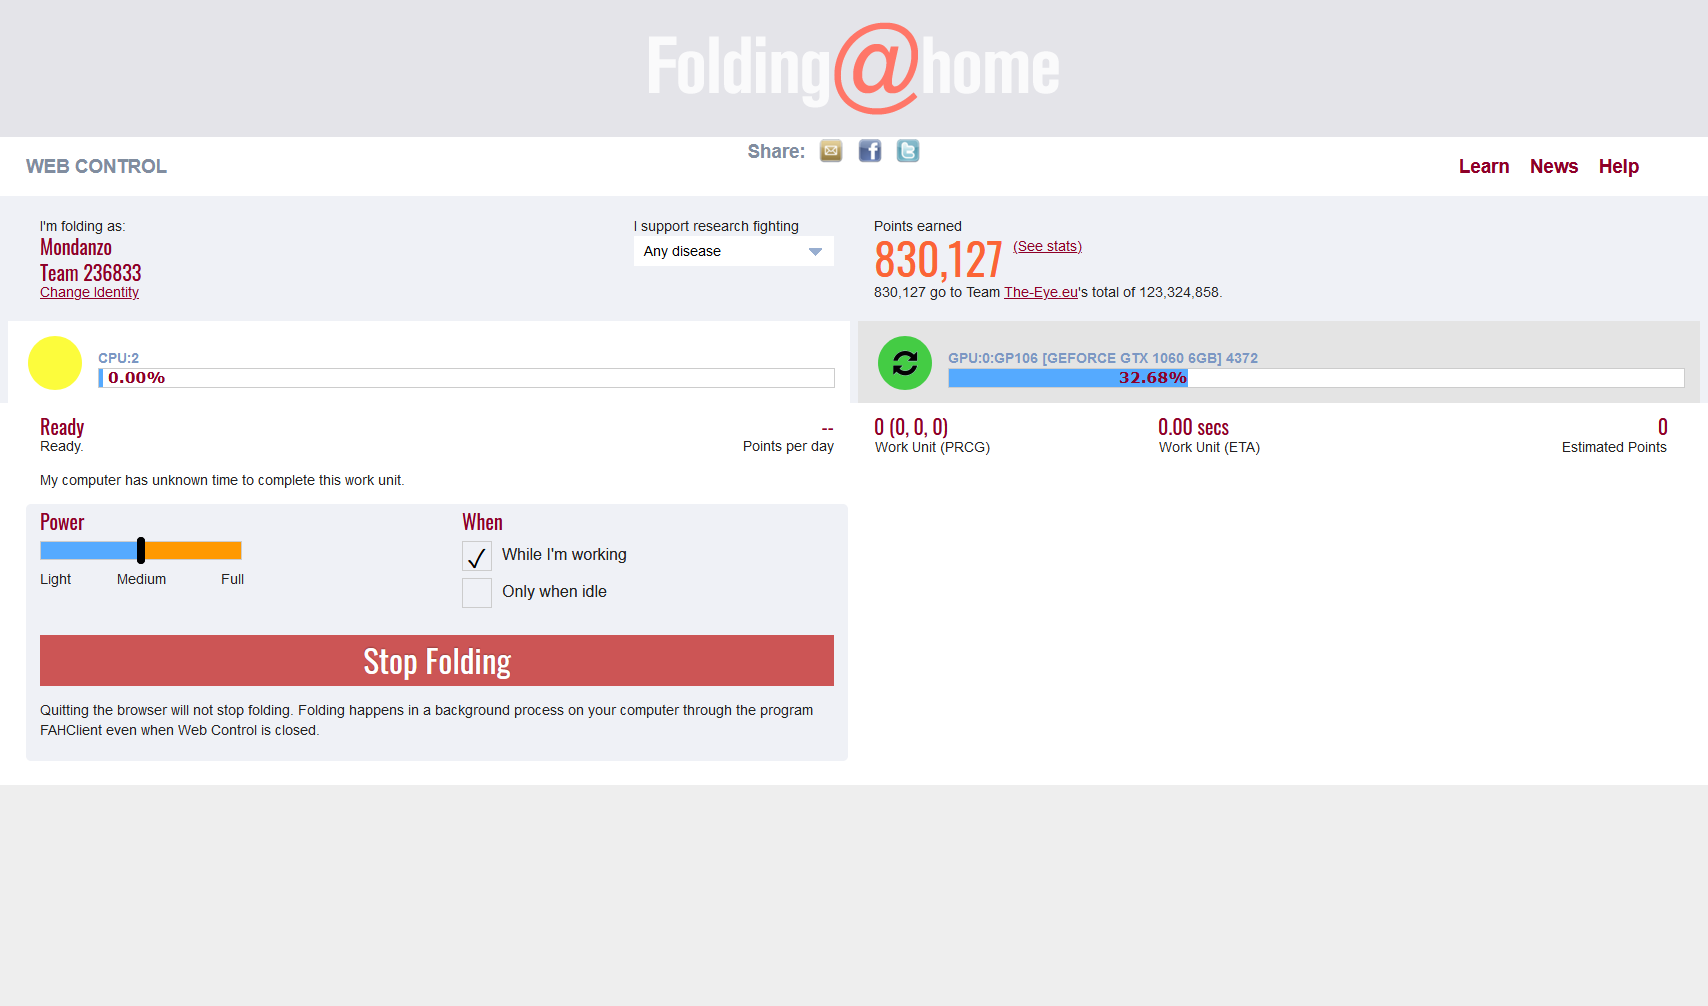 Folding@home
WEB CONTROL
Share:
Learn News Help
I'm folding as:
Mondanzo
Team 236833
Change Identity
I support research fighting
Any disease
Points earned
830,127 (See stats)
830,127 go to Team The-Eye.eu's total of 123,324,858.
CPU:2
0.00%
GPU:0:GP106 [GEFORCE GTX 1060 6GB] 4372
32.68%
Ready
Ready.
--
Points per day
My computer has unknown time to complete this work unit.
0 (0, 0, 0)
Work Unit (PRCG)
0.00 secs
Work Unit (ETA)
0
Estimated Points
Power
Light Medium Full
When
While I'm working
Only when idle
Stop Folding
Quitting the browser will not stop folding. Folding happens in a background process on your computer through the program
FAHClient even when Web Control is closed.